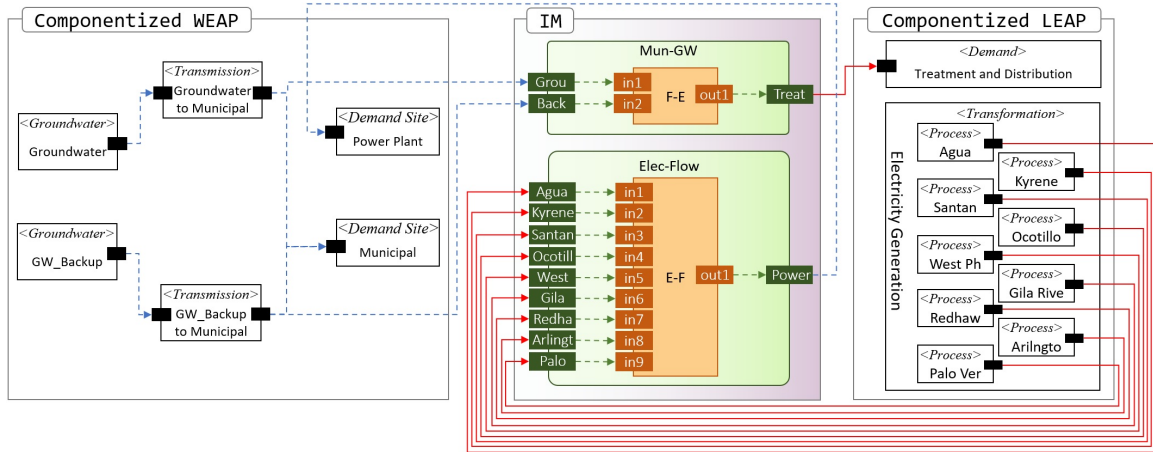 Componentized WEAP
<Transmission>
Groundwater
to Municipal
<Groundwater>
Groundwater
<Demand Site>
Power Plant
<Groundwater>
GW_Backup
<Demand Site>
Municipal
<Transmission>
GW_Backup
to Municipal
IM
Mun-GW
Grou
in1
Back
in2
F-E
out1
Treat
Elec-Flow
Agua
in1
Kyrene
in2
Santan
in3
Ocotill
in4
West
in5
Gila
in6
Redha
in7
Arlingt
in8
Palo
in9
E-F
out1
Power
Componentized LEAP
<Demand>
Treatment and Distribution
<Transformation>
Electricity Generation
<Process>
Agua
<Process>
Kyrene
<Process>
Santan
<Process>
Ocotillo
<Process>
West Ph
<Process>
Gila Rive
<Process>
Redhaw
<Process>
Arilngto
<Process>
Palo Ver